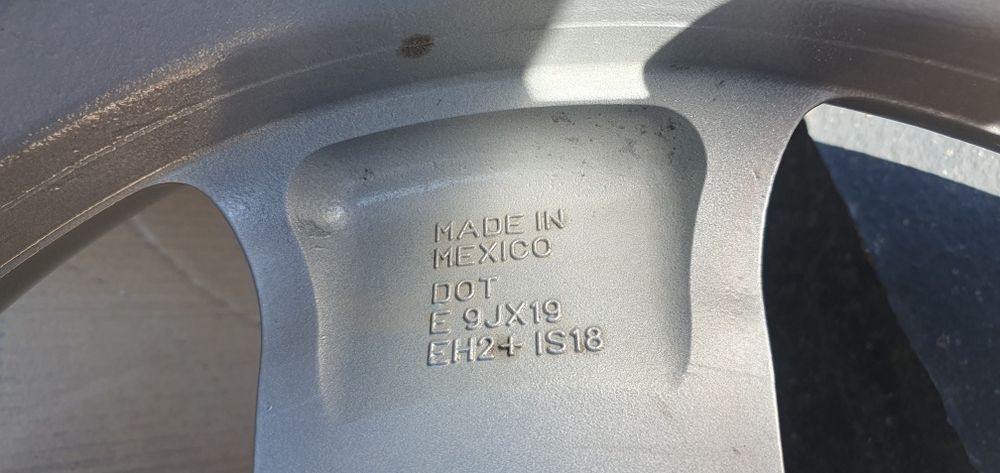 MADE IN
MEXICO
DOT
E 9JX19
EH2+ IS18